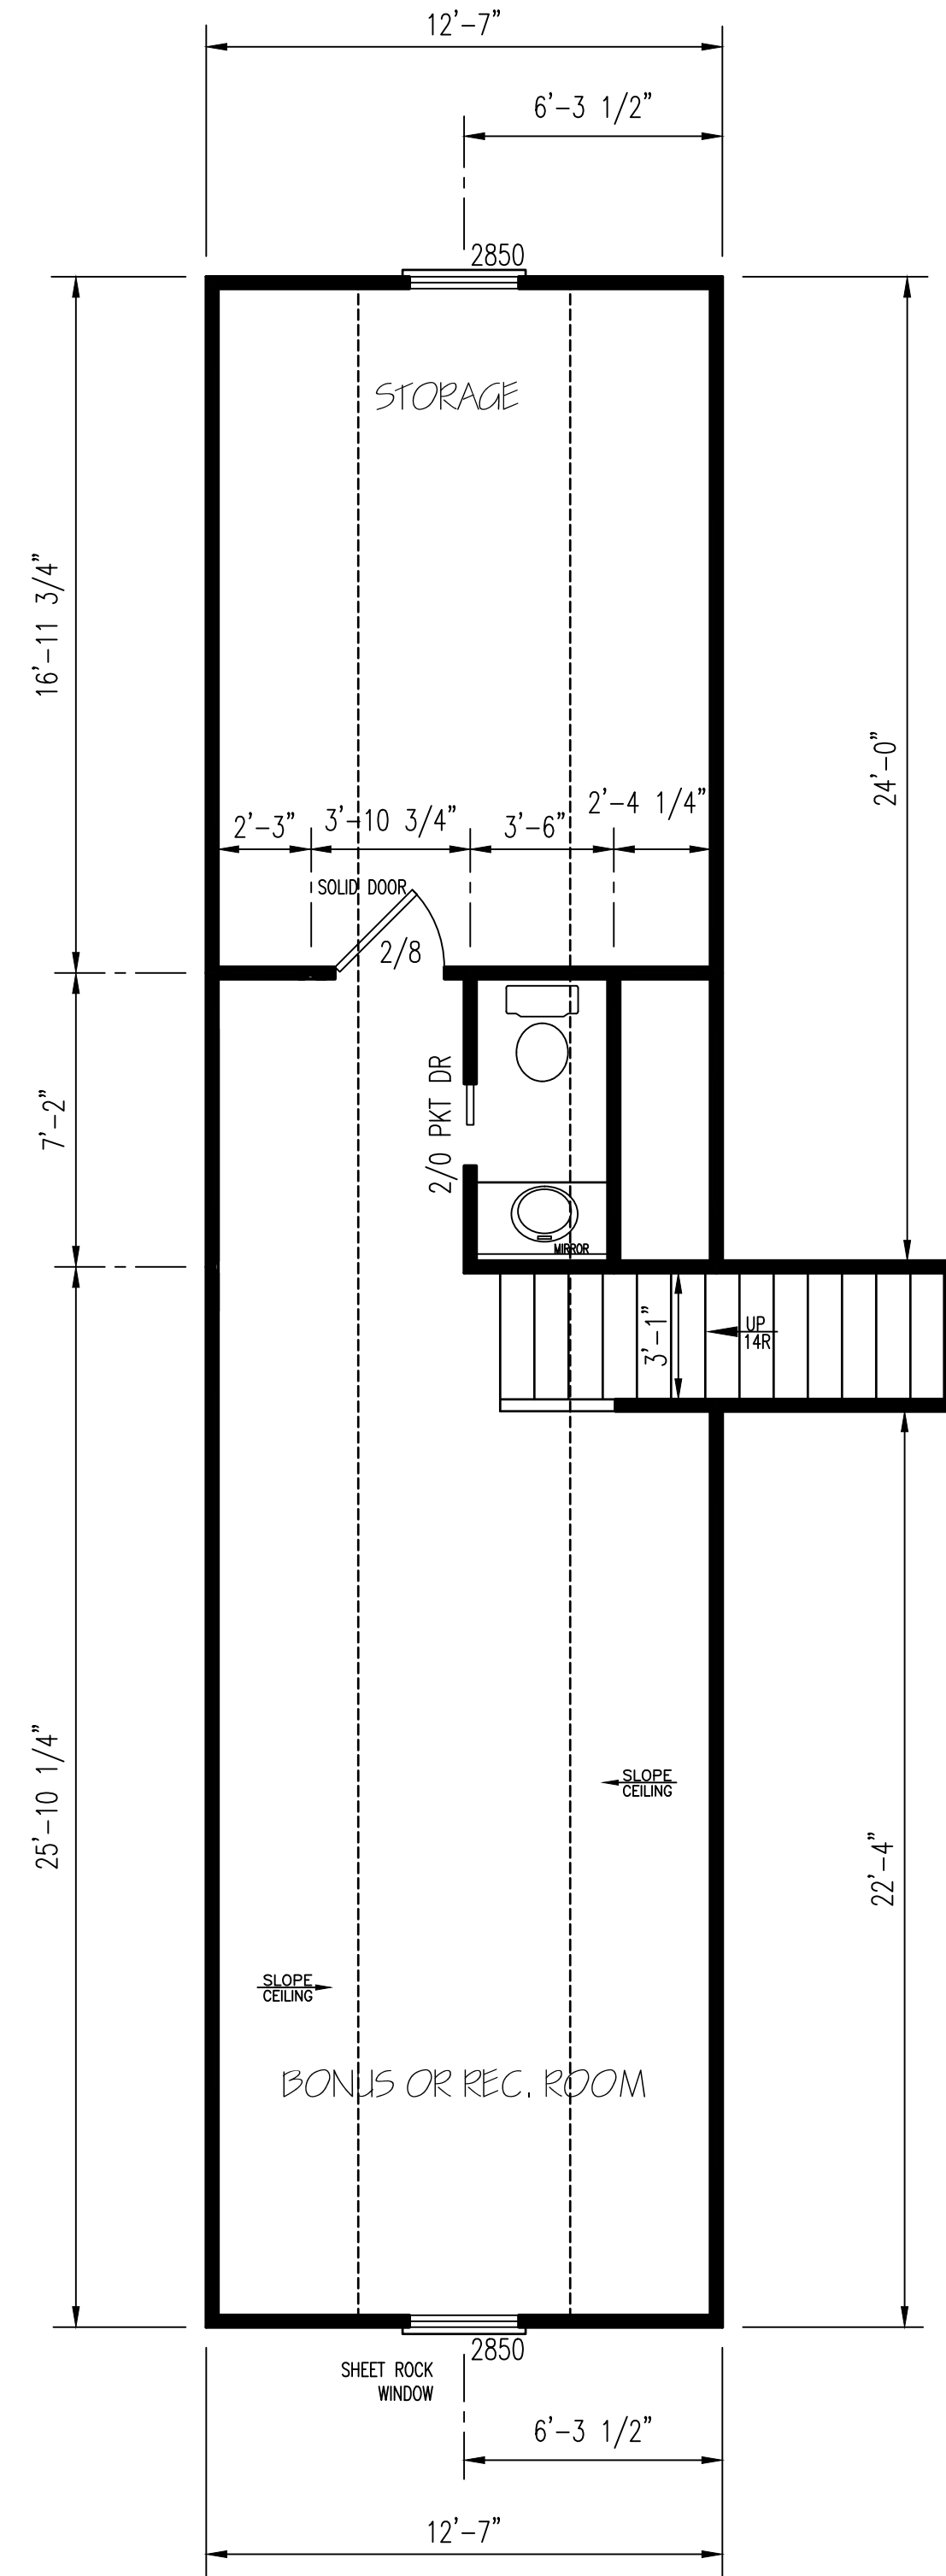 12'-7"
6'-3 1/2"
2850
STORAGE
16'-11 3/4"
24'-0"
2'-3"
3'-10 3/4"
3'-6"
2'-4 1/4"
SOLID DOOR
2/8
7'-2"
2/0 PKT DR
MIRROR
3'-1"
UP
14R
25'-10 1/4"
SLOPE
CEILING
22'-4"
SLOPE
CEILING
BONUS OR REC. ROOM
2850
SHEET ROCK
WINDOW
6'-3 1/2"
12'-7"